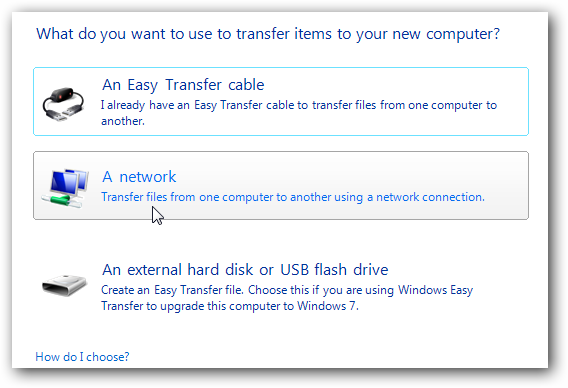 What do you want to use to transfer items to your new computer?
An Easy Transfer cable
I already have an Easy Transfer cable to transfer files from one computer to
another.
A network
Transfer files from one computer to another using a network connection.
An external hard disk or USB flash drive
Create an Easy Transfer file. Choose this if you are using Windows Easy
Transfer to upgrade this computer to Windows 7.
How do I choose?